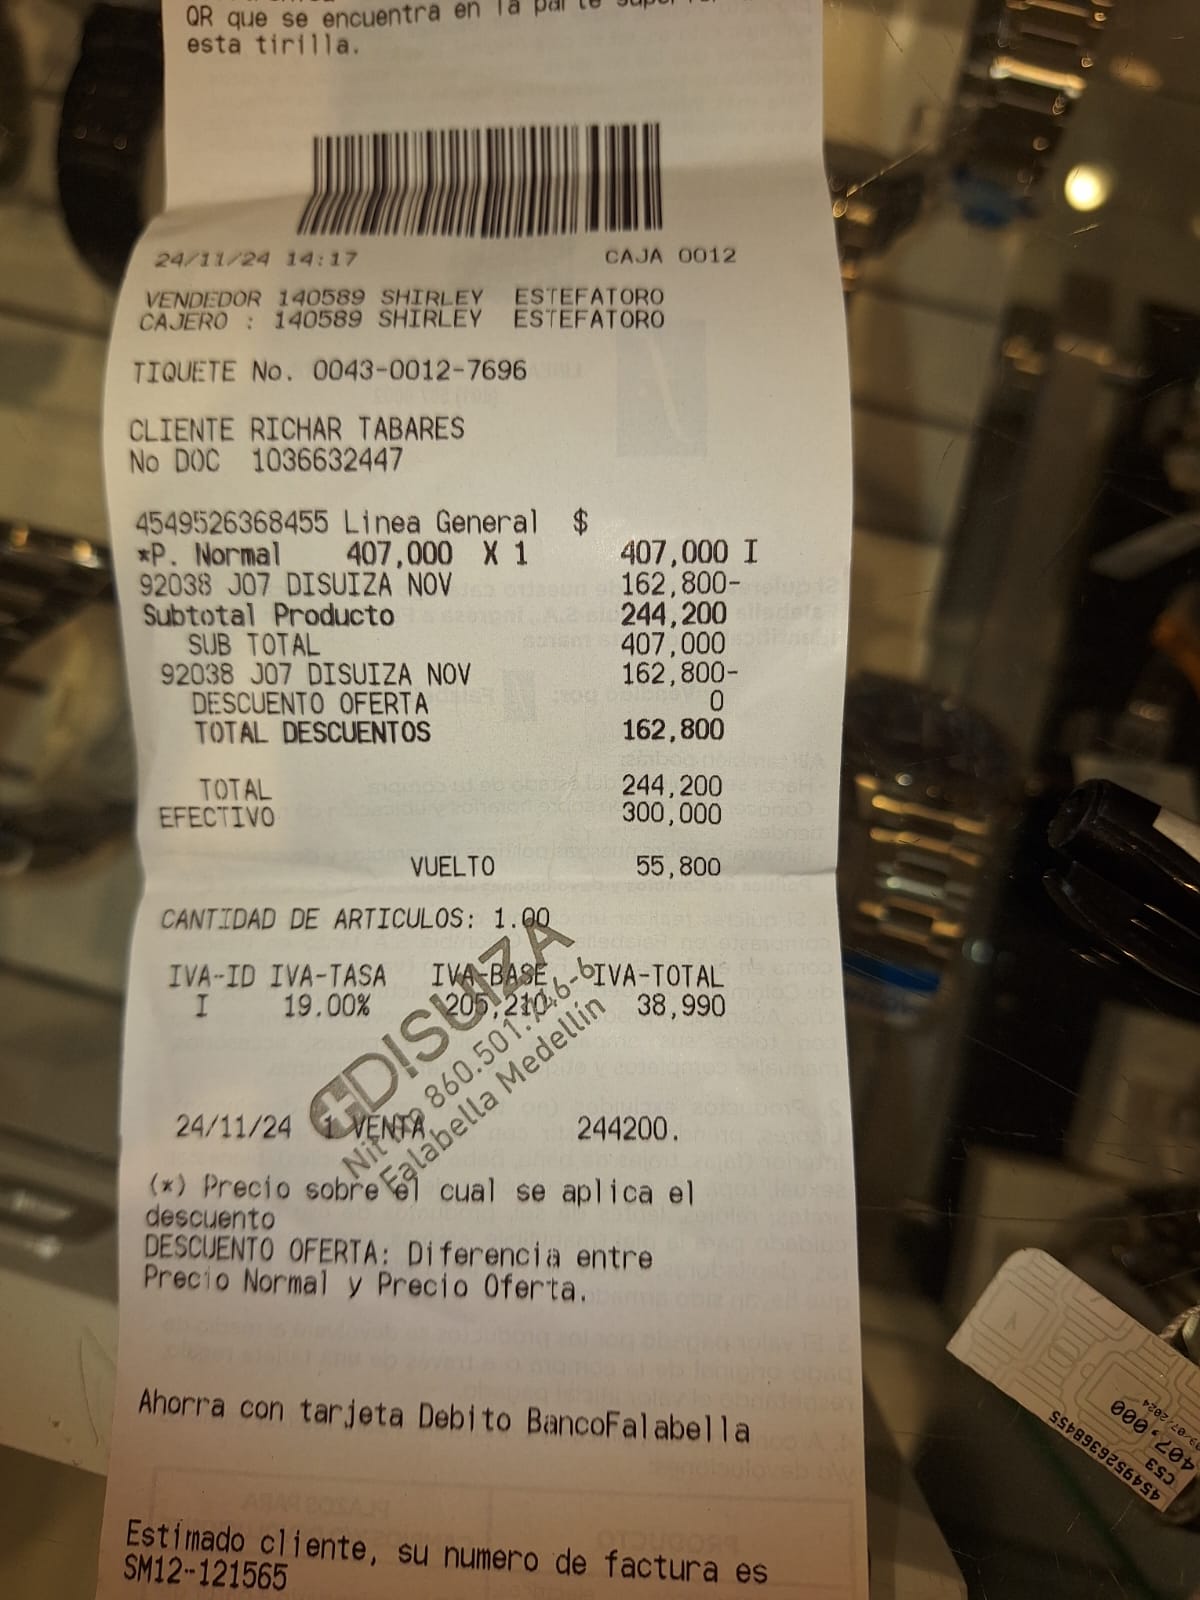 QR que se encuentra en la parte
esta tirilla.
24/11/24 14:17 CAJA 0012
VENDEDOR 140589 SHIRLEY ESTEFATORO
CAJERO : 140589 SHIRLEY ESTEFATORO
TIQUETE No. 0043-0012-7696
CLIENTE RICHAR TABARES
No DOC 1036632447
4549526368455 Linea General $
*P. Normal 407,000 X 1 407,000 I
92038 J07 DISUIZA NOV 162,800-
Subtotal Producto 244,200
SUB TOTAL 407,000
92038 J07 DISUIZA NOV 162,800-
DESCUENTO OFERTA 0
TOTAL DESCUENTOS 162,800
TOTAL 244,200
EFECTIVO 300,000
VUELTO 55,800
CANTIDAD DE ARTICULOS: 1.00
IVA-ID IVA-TASA IVA-BASE IVA-TOTAL
I 19.00% 205,210 38,990
DISUIZA
860.501.746-6
Falabella Medellín
24/11/24 1 VENTA 244200.
(*) Precio sobre el cual se aplica el
descuento
DESCUENTO OFERTA: Diferencia entre
Precio Normal y Precio Oferta.
Ahorra con tarjeta Debito BancoFalabella
Estimado cliente, su numero de factura es
SM12-121565
4549526368455
C53
407,000